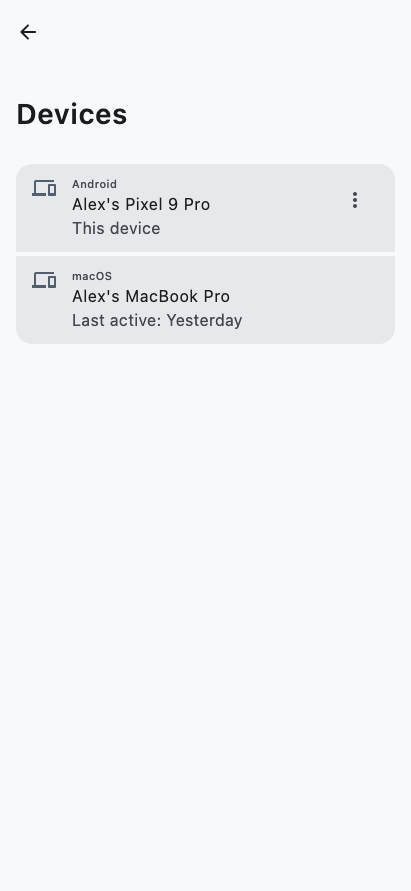 Devices
Android
Alex's Pixel 9 Pro
This device
macOS
Alex's MacBook Pro
Last active: Yesterday